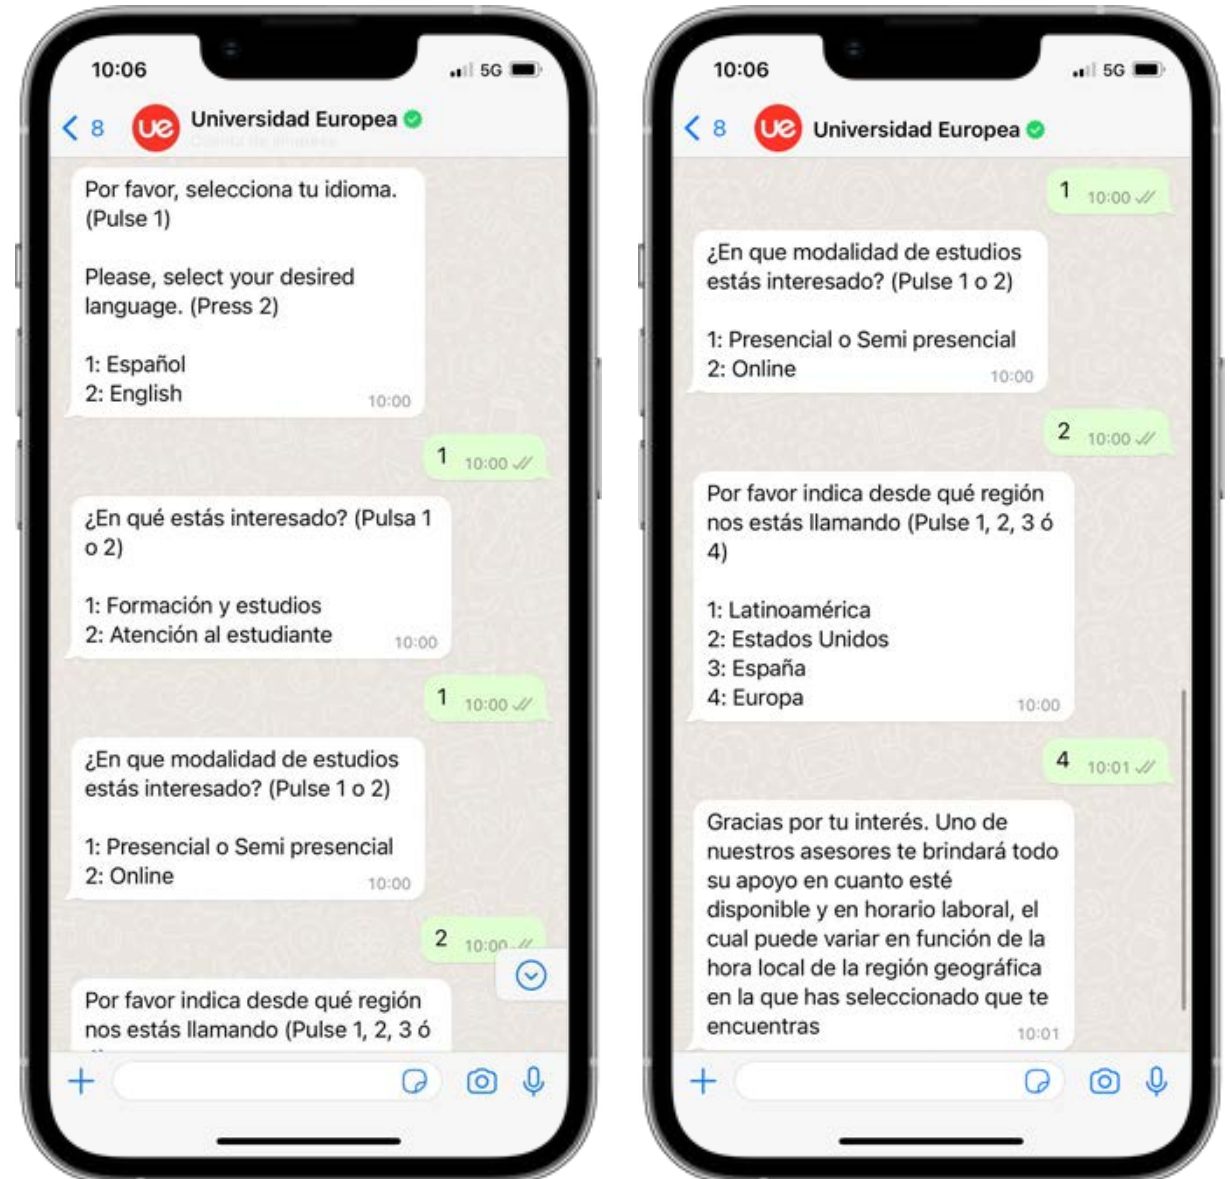 10:06
5G
8
ue
Universidad Europea
Por favor, selecciona tu idioma.
(Pulse 1)
Please, select your desired
language. (Press 2)
1: Español
2: English
10:00
1 10:00
¿En qué estás interesado? (Pulsa 1
o 2)
1: Formación y estudios
2: Atención al estudiante
10:00
1 10:00
¿En que modalidad de estudios
estás interesado? (Pulse 1 o 2)
1: Presencial o Semi presencial
2: Online
10:00
2 10:00
Por favor indica desde qué región
nos estás llamando (Pulse 1, 2, 3 ó
10:06
5G
8
ue
Universidad Europea
1 10:00
¿En que modalidad de estudios
estás interesado? (Pulse 1 o 2)
1: Presencial o Semi presencial
2: Online
10:00
2 10:00
Por favor indica desde qué región
nos estás llamando (Pulse 1, 2, 3 ó
4)
1: Latinoamérica
2: Estados Unidos
3: España
4: Europa
10:00
4 10:01
Gracias por tu interés. Uno de
nuestros asesores te brindará todo
su apoyo en cuanto esté
disponible y en horario laboral, el
cual puede variar en función de la
hora local de la región geográfica
en la que has seleccionado que te
encuentras
10:01